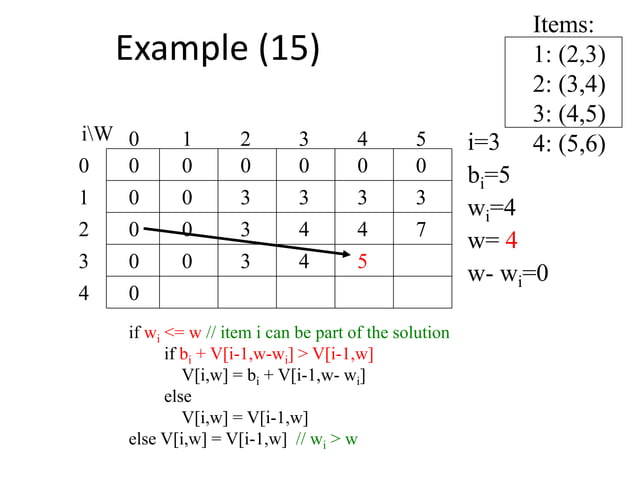 Example (15)
Items:
1: (2,3)
2: (3,4)
3: (4,5)
4: (5,6)
i\W 0 1 2 3 4 5
0 0 0 0 0 0 0
1 0 0 3 3 3 3
2 0 0 3 4 4 7
3 0 0 3 4 5
4 0
i=3
bi=5
wi=4
w= 4
w- wi=0
if wi <= w // item i can be part of the solution
if bi + V[i-1,w-wi] > V[i-1,w]
V[i,w] = bi + V[i-1,w- wi]
else
V[i,w] = V[i-1,w]
else V[i,w] = V[i-1,w] // wi > w